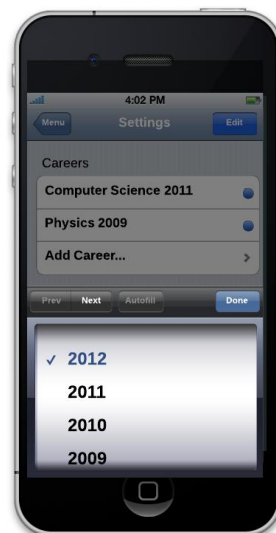 4:02 PM
Menu Settings Edit
Careers
Computer Science 2011
Physics 2009
Add Career...
Prev Next Autofill Done
✓ 2012
2011
2010
2009